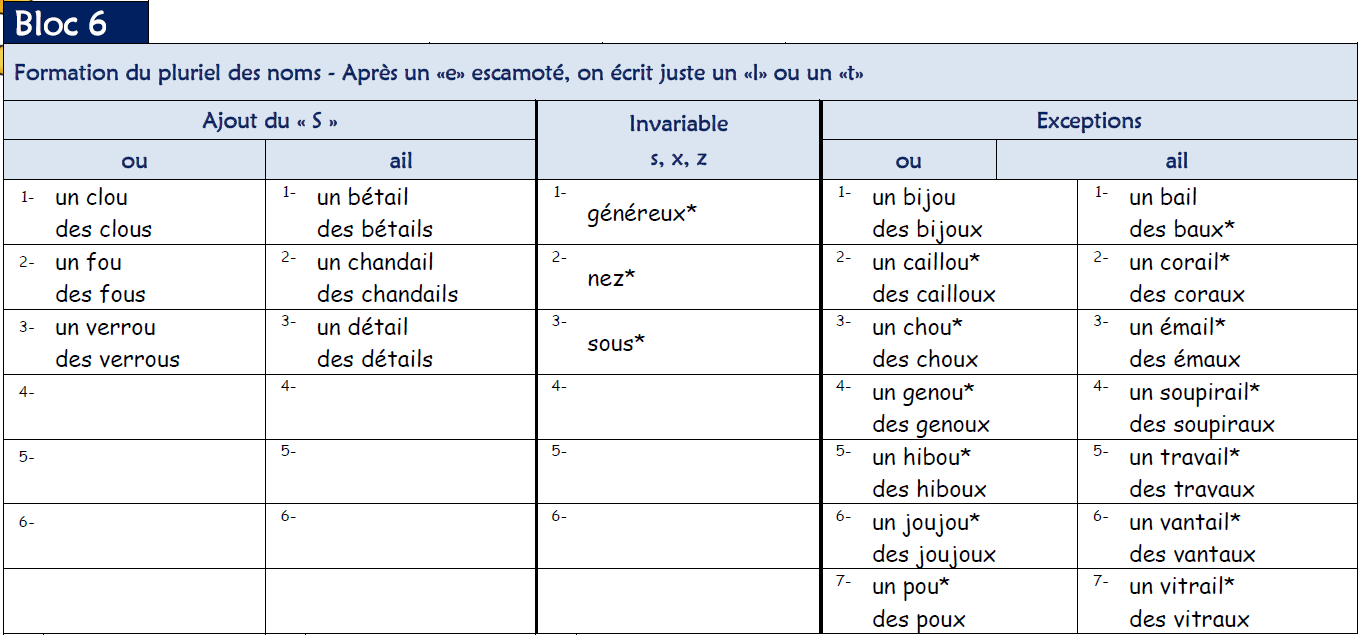 Bloc 6
Formation du pluriel des noms - Après un «e» escamoté, on écrit juste un «l» ou un «t»
Ajout du « S »
Invariable
s, x, z
Exceptions
ou
ail
ou
ail
1- un clou
des clous
1- un bétail
des bétails
1- généreux*
1- un bijou
des bijoux
1- un bail
des baux*
2- un fou
des fous
2- un chandail
des chandails
2- nez*
2- un caillou*
des cailloux
2- un corail*
des coraux
3- un verrou
des verrous
3- un détail
des détails
3- sous*
3- un chou*
des choux
3- un émail*
des émaux
4-
4-
4-
4- un genou*
des genoux
4- un soupirail*
des soupiraux
5-
5-
5-
5- un hibou*
des hiboux
5- un travail*
des travaux
6-
6-
6-
6- un joujou*
des joujoux
6- un vantail*
des vantaux
7- un pou*
des poux
7- un vitrail*
des vitraux